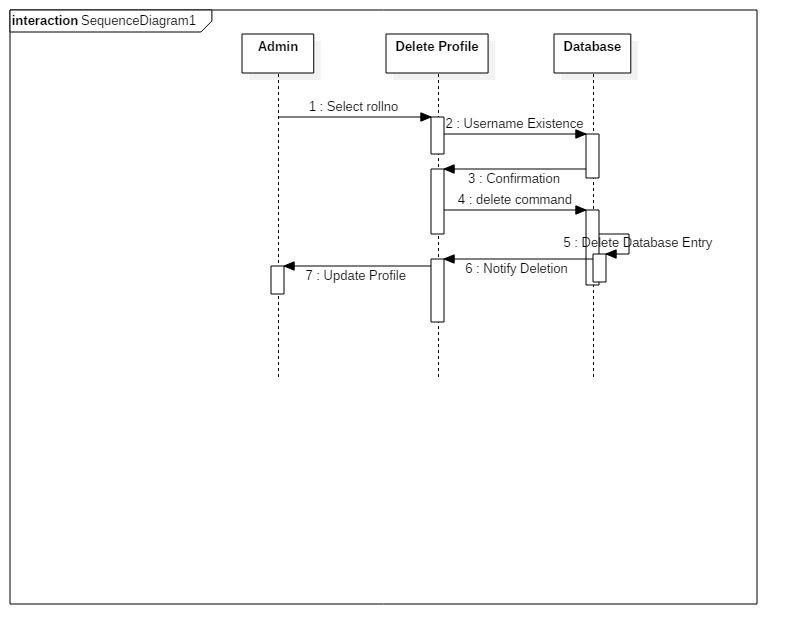 interaction SequenceDiagram1
Admin
Delete Profile
Database
1 : Select rollno
2 : Username Existence
3 : Confirmation
4 : delete command
5 : Delete Database Entry
6 : Notify Deletion
7 : Update Profile